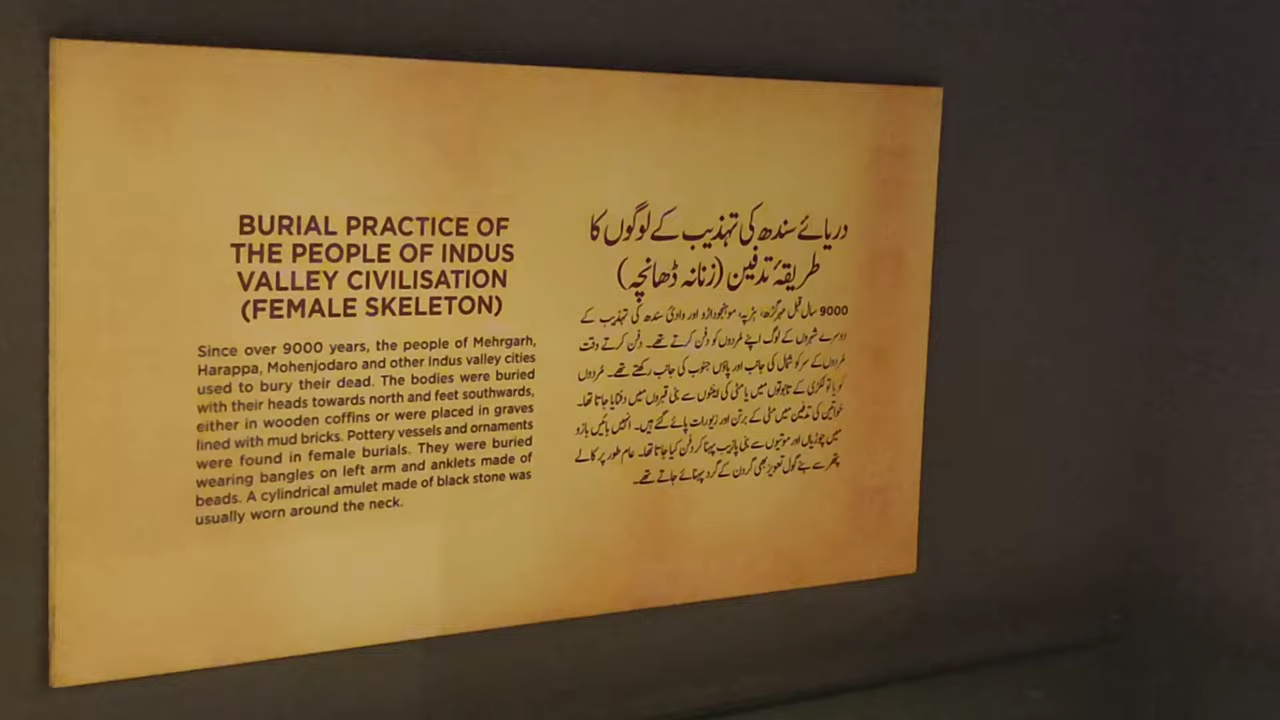 BURIAL PRACTICE OF
THE PEOPLE OF INDUS
VALLEY CIVILISATION
(FEMALE SKELETON)
Since over 9000 years, the people of Mehrgarh,
Harappa, Mohenjodaro and other Indus valley cities
used to bury their dead. The bodies were buried
with their heads towards north and feet southwards,
either in wooden coffins or were placed in graves
lined with mud bricks. Pottery vessels and ornaments
were found in female burials. They were buried
wearing bangles on left arm and anklets made of
beads. A cylindrical amulet made of black stone was
usually worn around the neck.
دریائے سندھ کی تہذیب کے لوگوں کا
طریقۂ تدفین (زنانہ ڈھانچہ)
9000 سال قبل مہرگڑھ، ہڑپہ، موہنجوداڑو اور وادئ سندھ کی تہذیب کے
دوسرے شہروں کے لوگ اپنے مُردوں کو دفن کرتے تھے۔ دفن کرتے وقت
مُردوں کے سر کو شمال کی جانب اور پاؤں جنوب کی جانب رکھتے تھے۔ مُردوں
کو یا تو لکڑی کے تابوتوں میں یا مٹی کی اینٹوں سے بنی قبروں میں دفنایا جاتا تھا۔
خواتین کی تدفین میں مٹی کے برتن اور زیورات پائے گئے ہیں۔ انہیں بائیں بازو
میں چوڑیاں اور موتیوں سے بنی پازیب پہنا کر دفن کیا جاتا تھا۔ عام طور پر کالے
پتھر سے بنے گول تعویز بھی گردن کے گرد پہنائے جاتے تھے۔